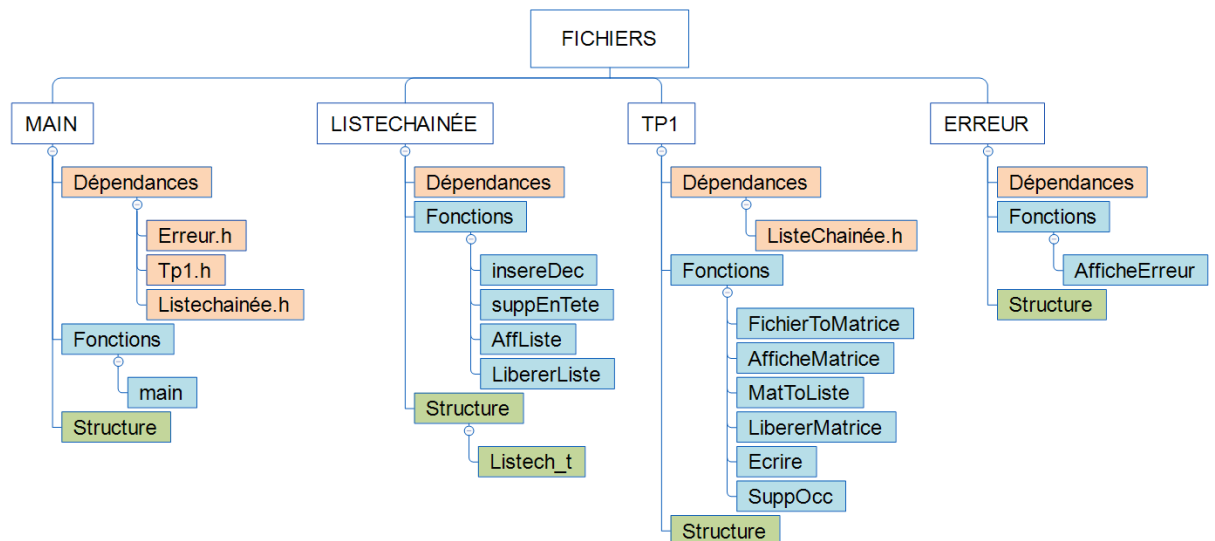 FICHIERS
MAIN
LISTECHAINÉE
TP1
ERREUR
Dépendances
Erreur.h
Tp1.h
Listechainée.h
Fonctions
main
Structure
Dépendances
Fonctions
insereDec
suppEnTete
AffListe
LibererListe
Structure
Listech_t
Dépendances
ListeChainée.h
Fonctions
FichierToMatrice
AfficheMatrice
MatToListe
LibererMatrice
Ecrire
SuppOcc
Structure
Dépendances
Fonctions
AfficheErreur
Structure